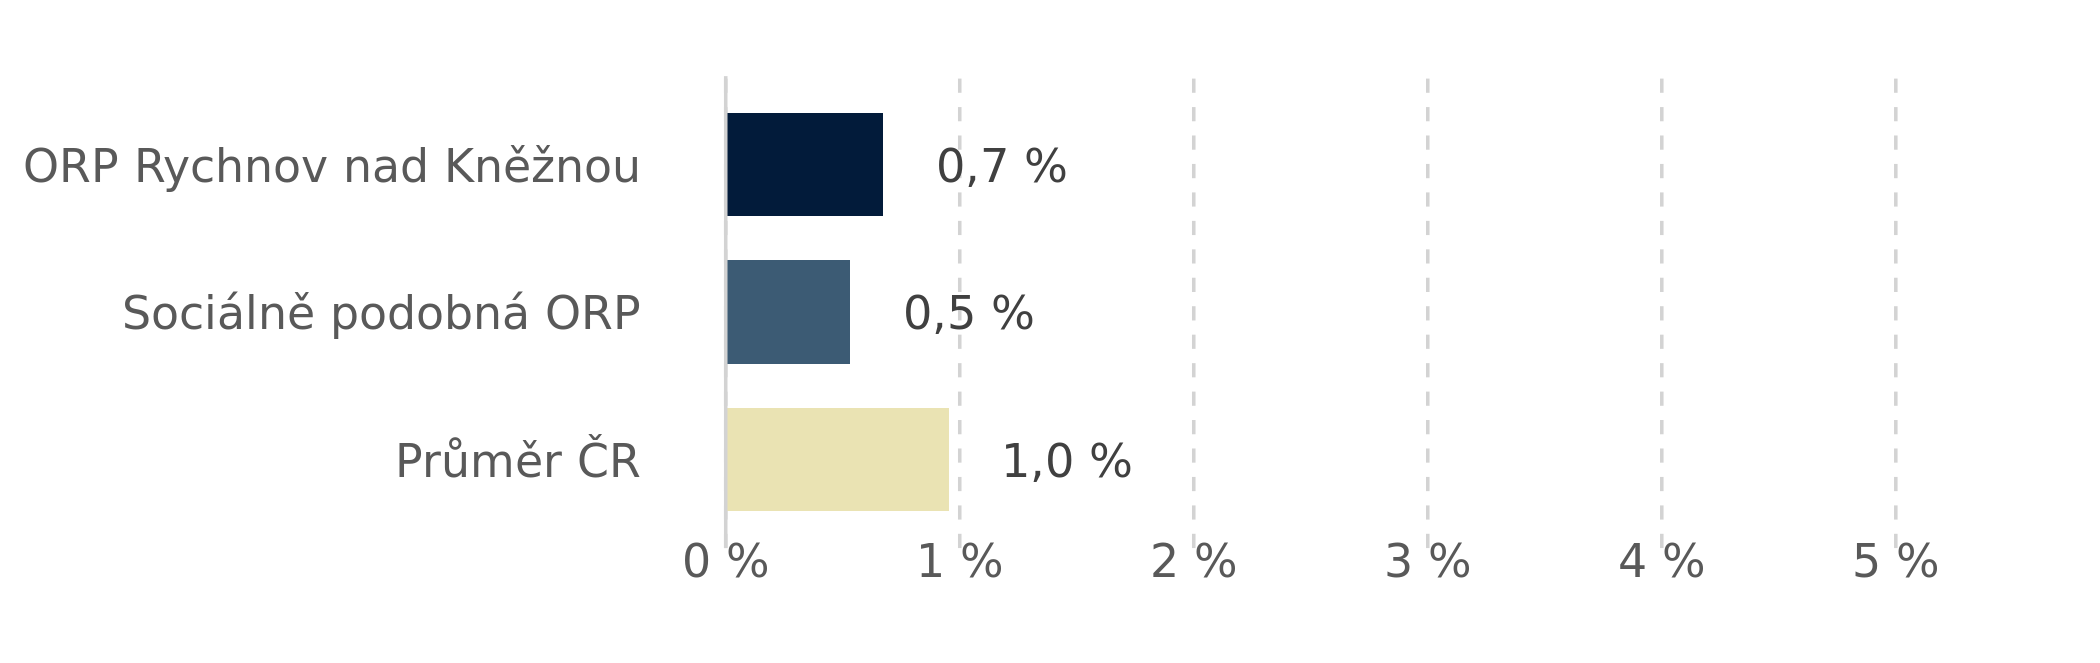 ORP Rychnov nad Kněžnou 0,7 %
Sociálně podobná ORP 0,5 %
Průměr ČR 1,0 %
0 % 1 % 2 % 3 % 4 % 5 %